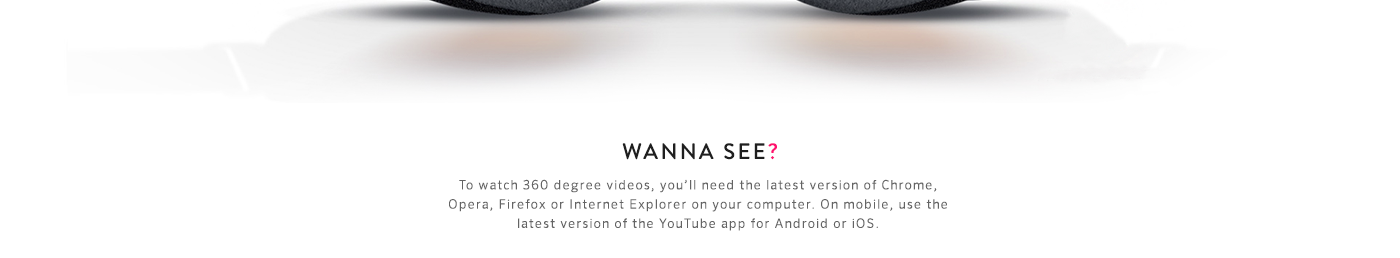 WANNA SEE?
To watch 360 degree videos, you'll need the latest version of Chrome,
Opera, Firefox or Internet Explorer on your computer. On mobile, use the
latest version of the YouTube app for Android or iOS.